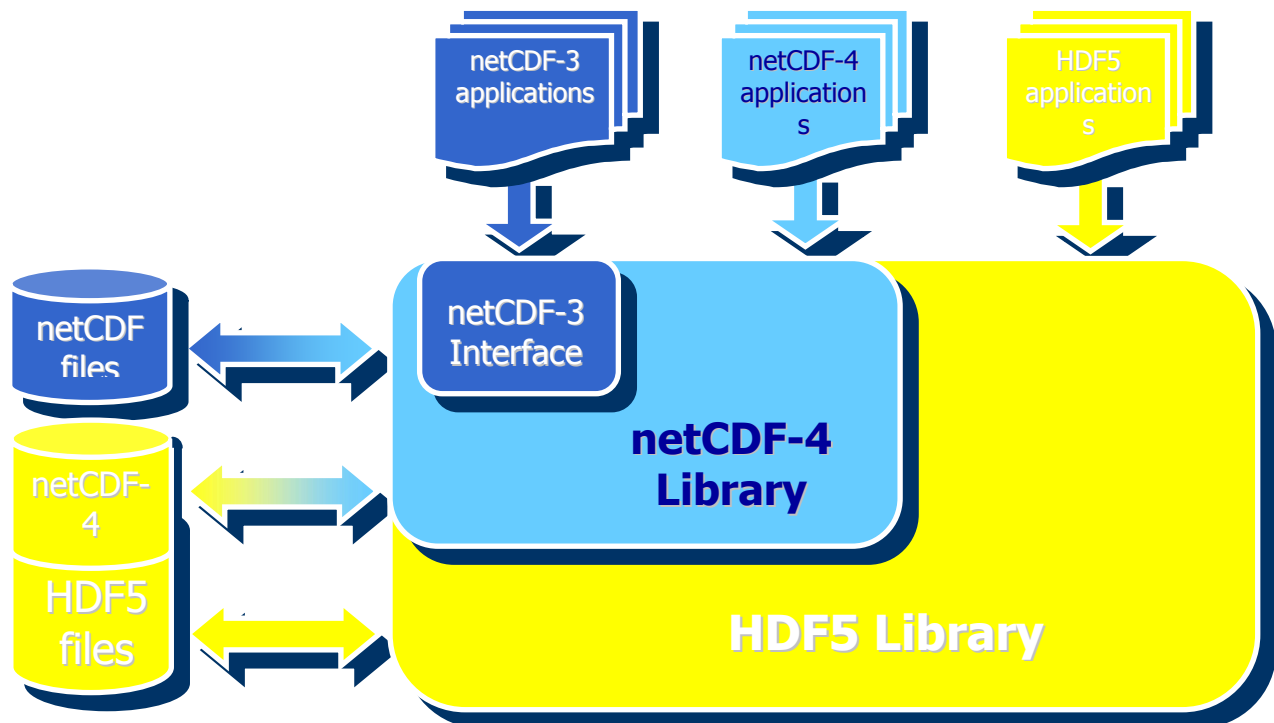 netCDF-3
applications
netCDF-4
application
s
HDF5
application
s
netCDF-3
Interface
netCDF
files
netCDF-4
Library
netCDF-
4
HDF5
files
HDF5 Library